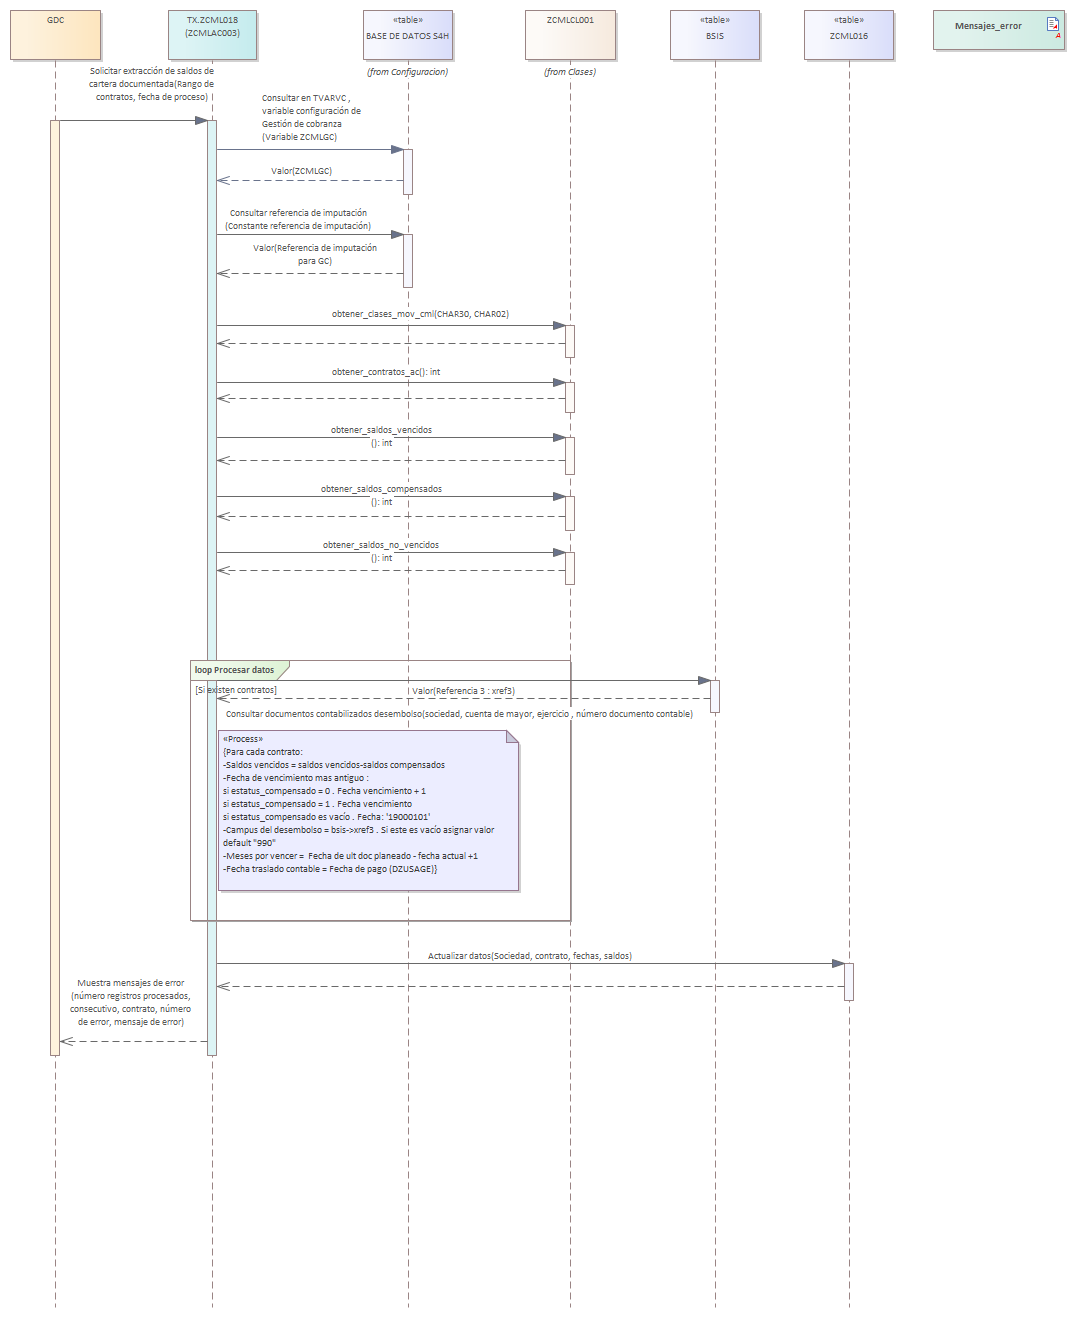 GDC
TX.ZCML018
(ZCMLAC003)
«table»
BASE DE DATOS S4H
ZCMLCL001
«table»
BSIS
«table»
ZCML016
Mensajes_error
A
(from Configuracion)
(from Clases)
Solicitar extracción de saldos de
cartera documentada(Rango de
contratos, fecha de proceso)
Consultar en TVARVC ,
variable configuración de
Gestión de cobranza
(Variable ZCMLGC)
Valor(ZCMLGC)
Consultar referencia de imputación
(Constante referencia de imputación)
Valor(Referencia de imputación
para GC)
obtener_clases_mov_cml(CHAR30, CHAR02)
obtener_contratos_ac(): int
obtener_saldos_vencidos
(): int
obtener_saldos_compensados
(): int
obtener_saldos_no_vencidos
(): int
loop Procesar datos
[Si existen contratos]
Valor(Referencia 3 : xref3)
Consultar documentos contabilizados desembolso(sociedad, cuenta de mayor, ejercicio , número documento contable)
«Process»
{Para cada contrato:
-Saldos vencidos = saldos vencidos-saldos compensados
-Fecha de vencimiento mas antiguo :
si estatus_compensado = 0 . Fecha vencimiento + 1
si estatus_compensado = 1 . Fecha vencimiento
si estatus_compensado es vacío . Fecha: '19000101'
-Campus del desembolso = bsis->xref3 . Si este es vacío asignar valor
default "990"
-Meses por vencer =  Fecha de ult doc planeado - fecha actual +1
-Fecha traslado contable = Fecha de pago (DZUSAGE)}
Actualizar datos(Sociedad, contrato, fechas, saldos)
Muestra mensajes de error
(número registros procesados,
consecutivo, contrato, número
de error, mensaje de error)